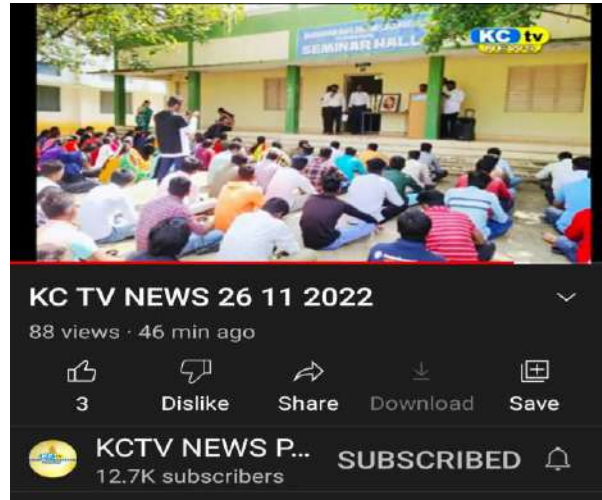 KC tv
SEMINAR HALL
KC TV NEWS 26 11 2022
88 views · 46 min ago
3
Dislike
Share
Download
Save
KCTV NEWS P...
12.7K subscribers
SUBSCRIBED